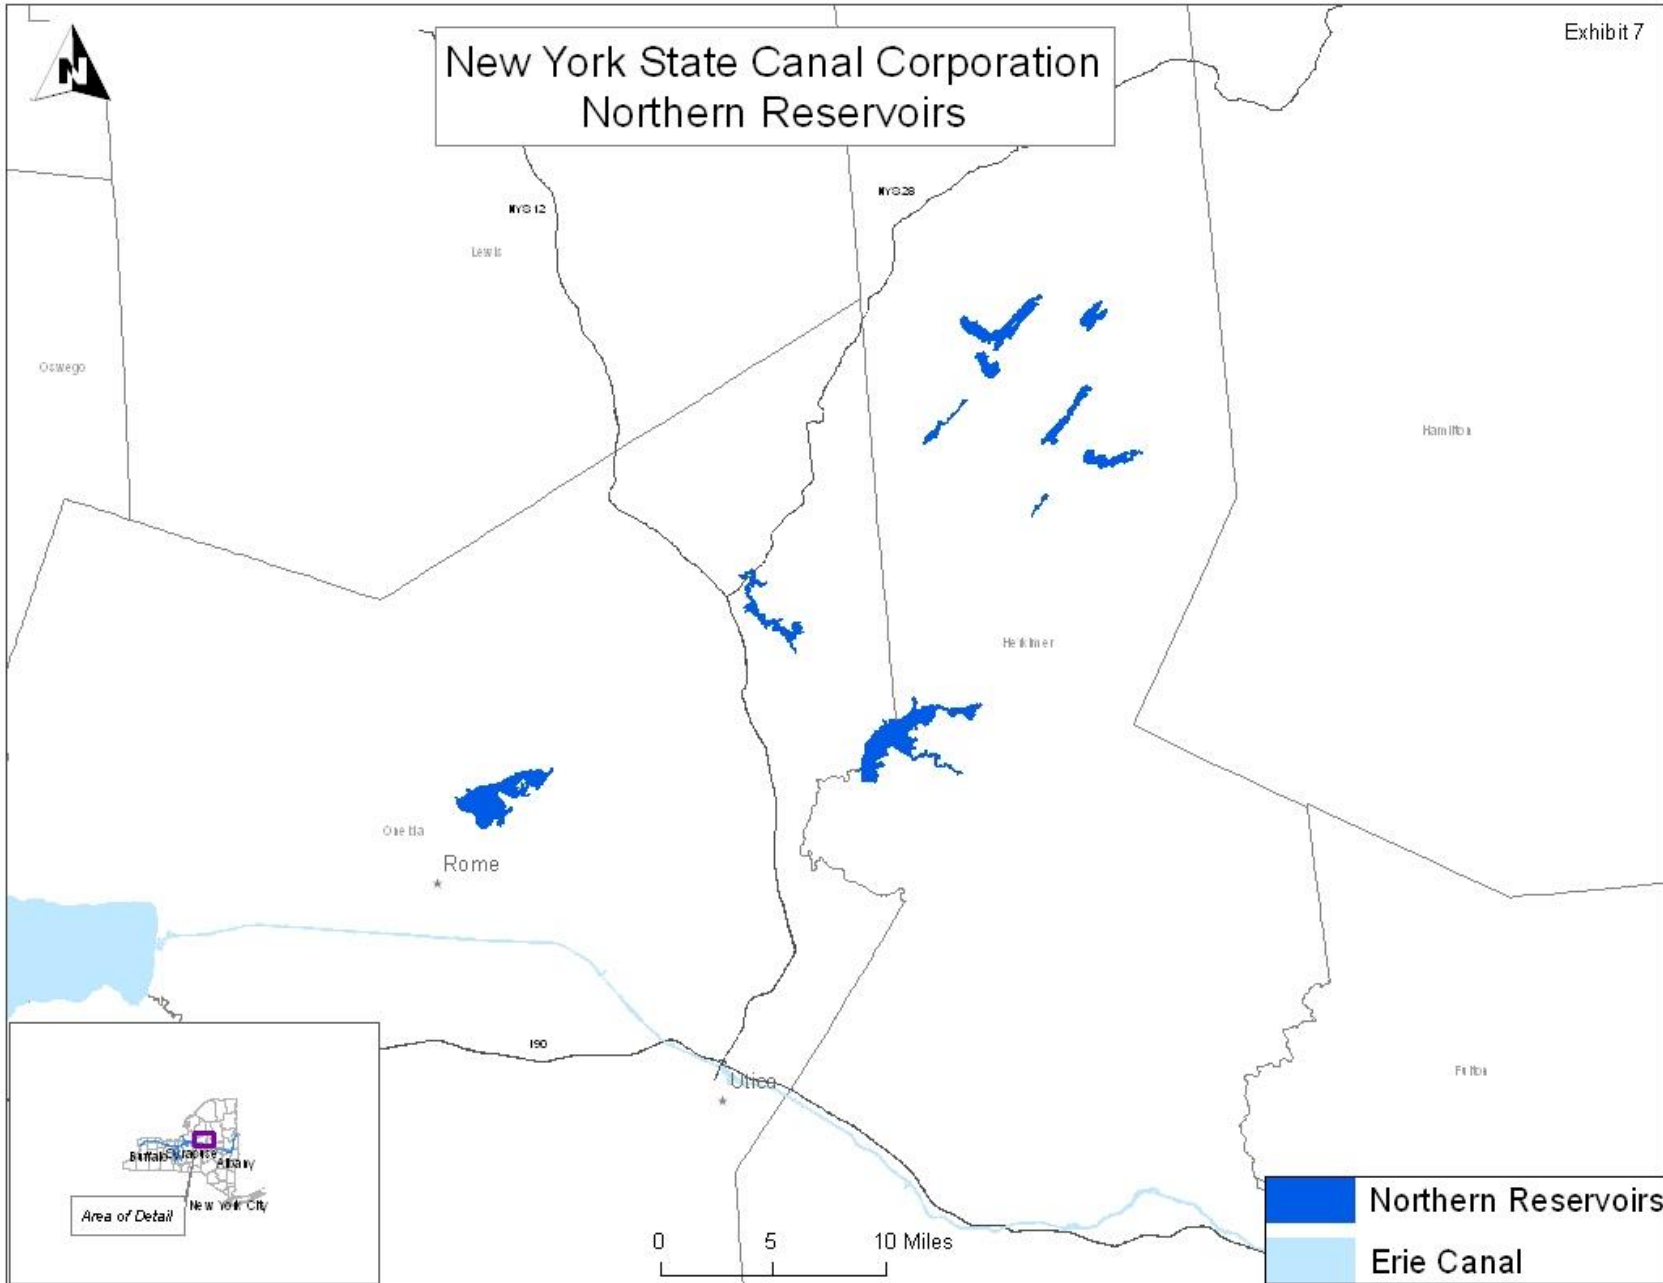 Exhibit 7
N
New York State Canal Corporation
Northern Reservoirs
NYS 12
NYS 28
Lewis
Oswego
Hamilton
Herkimer
Oneida
Rome
I90
Utica
Fulton
Buffalo
Syracuse
Albany
New York City
Area of Detail
0 5 10 Miles
Northern Reservoirs
Erie Canal